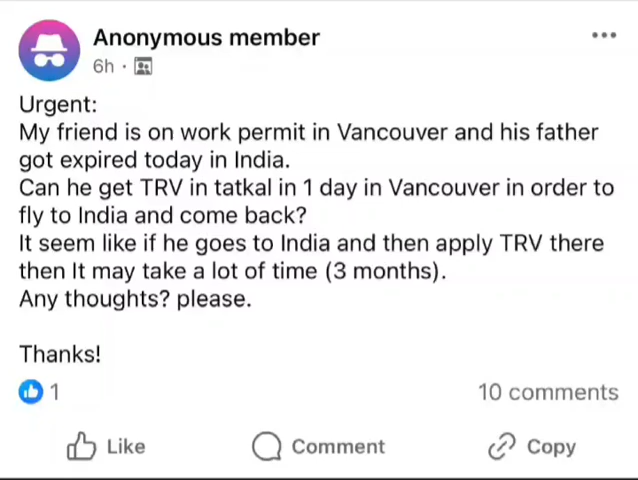 Anonymous member
6h ·
Urgent:
My friend is on work permit in Vancouver and his father
got expired today in India.
Can he get TRV in tatkal in 1 day in Vancouver in order to
fly to India and come back?
It seem like if he goes to India and then apply TRV there
then It may take a lot of time (3 months).
Any thoughts? please.
Thanks!
1 10 comments
Like Comment Copy